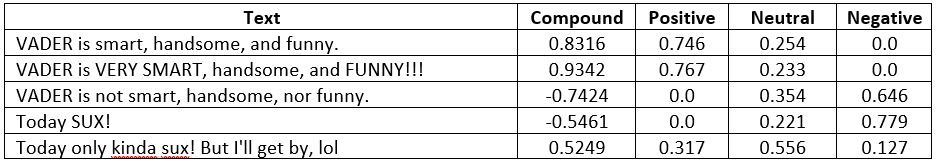 Text Compound Positive Neutral Negative
VADER is smart, handsome, and funny. 0.8316 0.746 0.254 0.0
VADER is VERY SMART, handsome, and FUNNY!!! 0.9342 0.767 0.233 0.0
VADER is not smart, handsome, nor funny. -0.7424 0.0 0.354 0.646
Today SUX! -0.5461 0.0 0.221 0.779
Today only kinda sux! But I'll get by, lol 0.5249 0.317 0.556 0.127